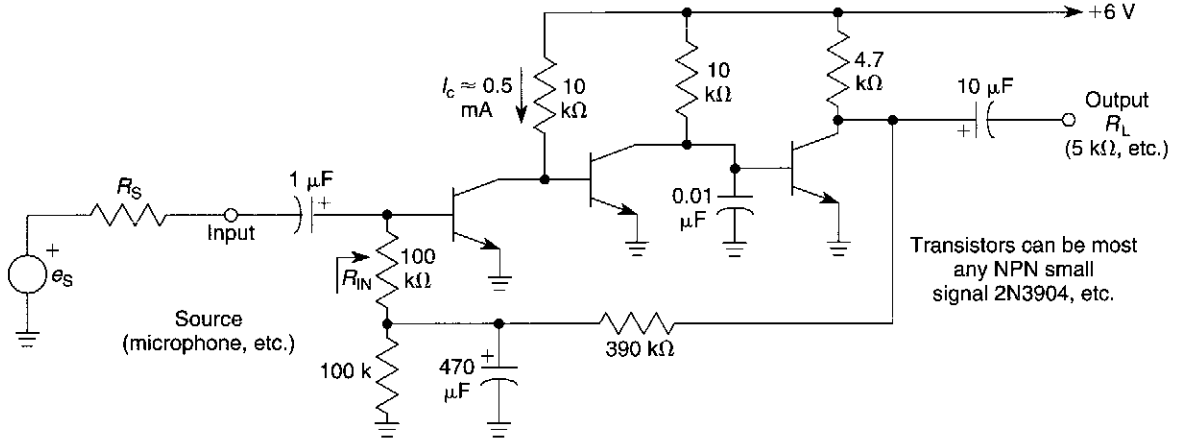 +6 V
I_c ≈ 0.5
mA
10
kΩ
10
kΩ
4.7
kΩ
10 μF
+
Output
R_L
(5 kΩ, etc.)
R_S
1 μF
+
Input
0.01
μF
+
e_S
R_IN
100
kΩ
Transistors can be most
any NPN small
signal 2N3904, etc.
Source
(microphone, etc.)
100 k
+
470
μF
390 kΩ